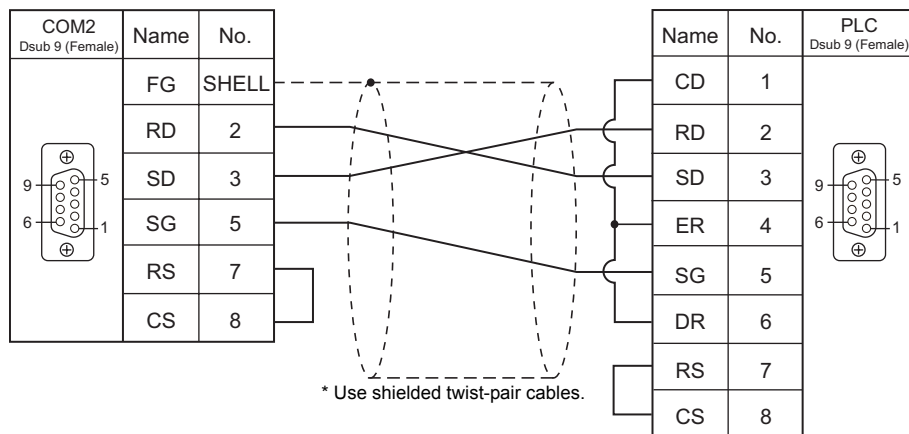 COM2
Dsub 9 (Female)
Name No.
FG SHELL
RD 2
SD 3
SG 5
RS 7
CS 8
9 5
6 1
Name No.
PLC
Dsub 9 (Female)
CD 1
RD 2
SD 3
ER 4
SG 5
DR 6
RS 7
CS 8
9 5
6 1
* Use shielded twist-pair cables.